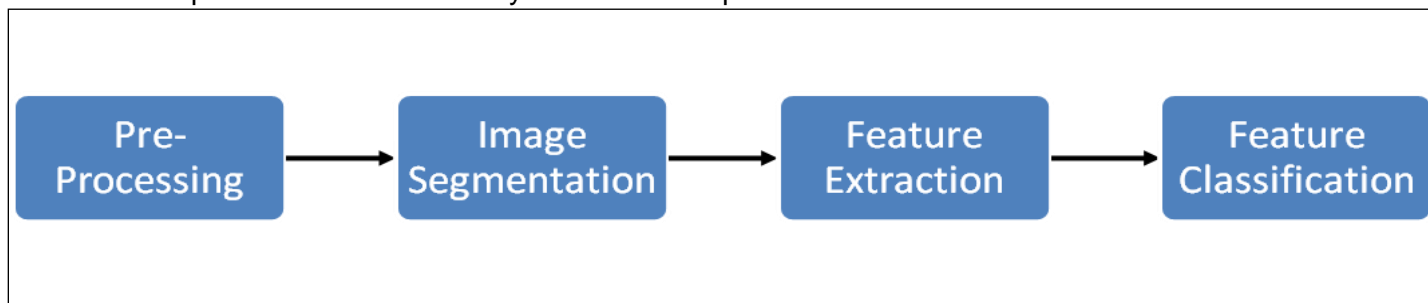 Pre-
Processing
Image
Segmentation
Feature
Extraction
Feature
Classification